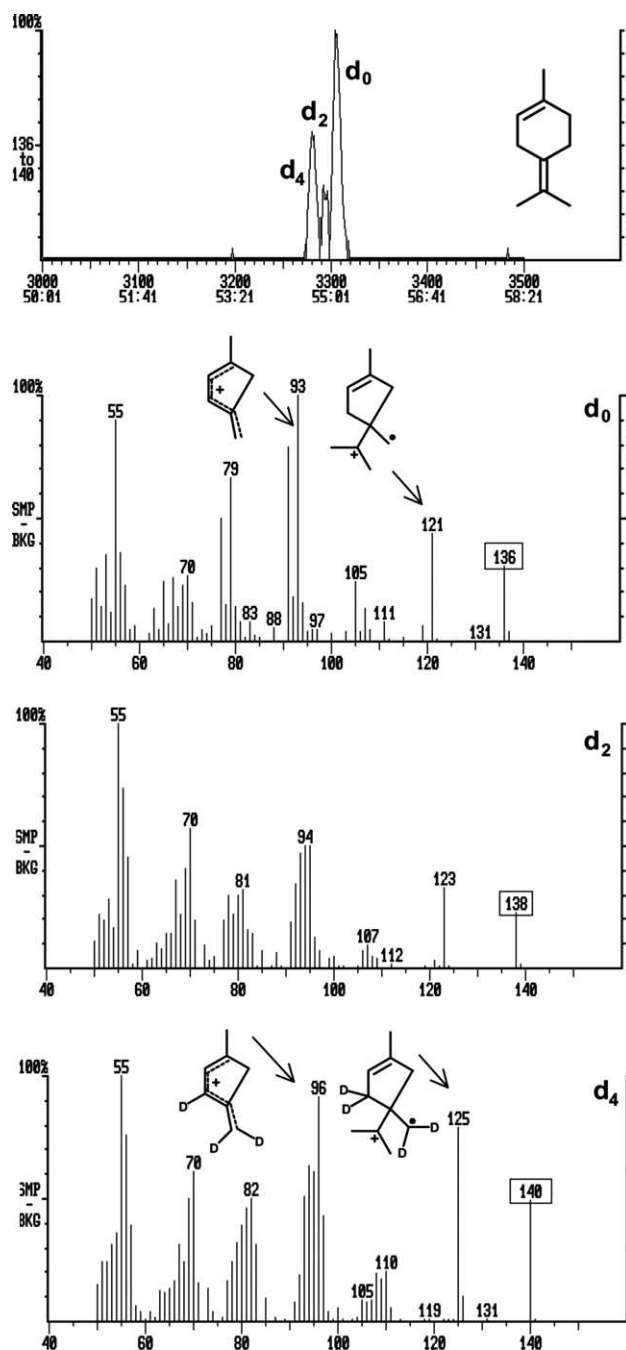 100%
d0
d2
d4
136
to
140
3000 3100 3200 3300 3400 3500
50:01 51:41 53:21 55:01 56:41 58:21
100%
d0
93
55
79
SMP
-
BKG
121
136
70
105
83
88
97
111
131
+
+
•
40 60 80 100 120 140
100%
d2
55
70
SMP
-
BKG
94
81
123
138
107
112
40 60 80 100 120 140
100%
d4
55
96
125
+
D
D D
D
D
+
•
D
D
70
82
SMP
-
BKG
140
105
110
119
131
40 60 80 100 120 140